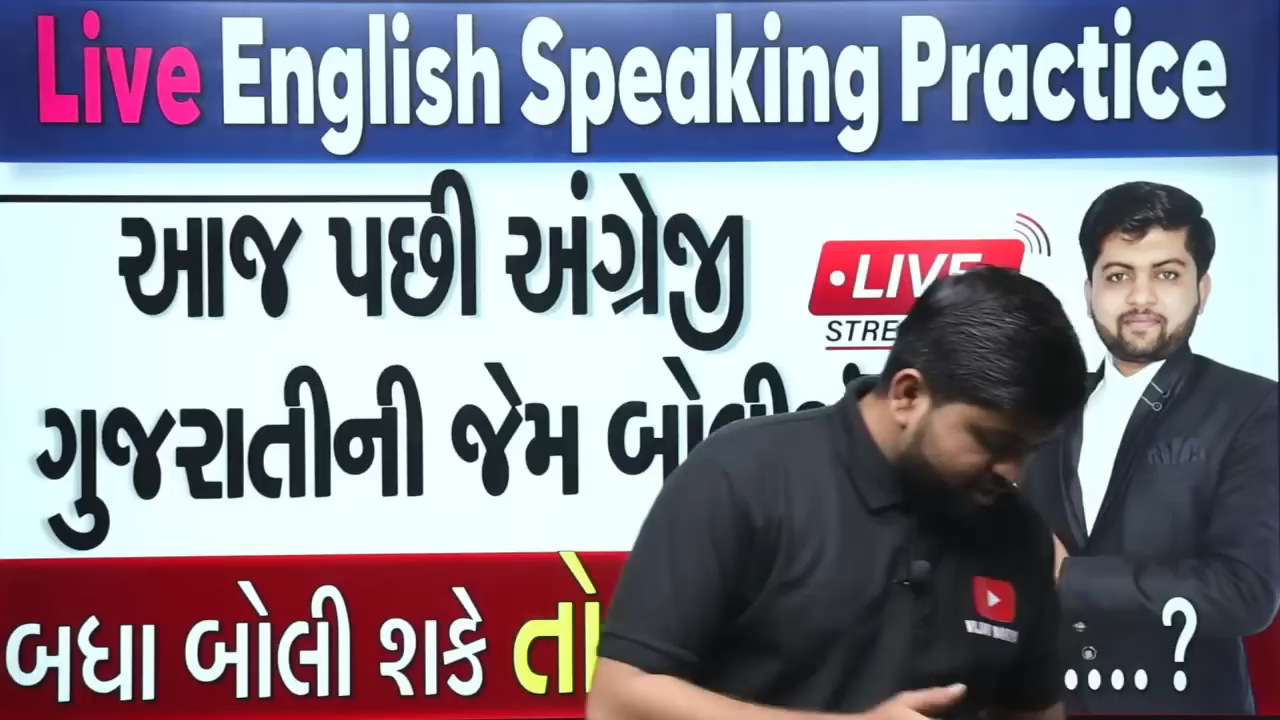 Live English Speaking Practice
આજ પછી અંગ્રેજી
• LIVE
ગુજરાતીની જેમ
બધા બોલી શકે તો
.....?